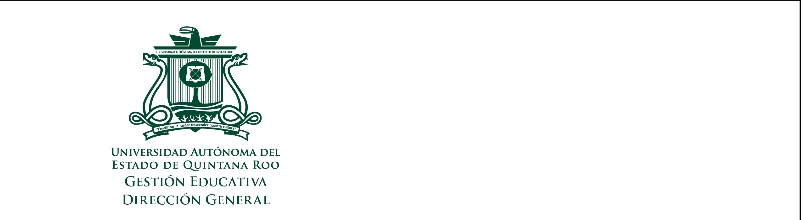 Universidad Autónoma del
Estado de Quintana Roo
Gestión Educativa
Dirección General